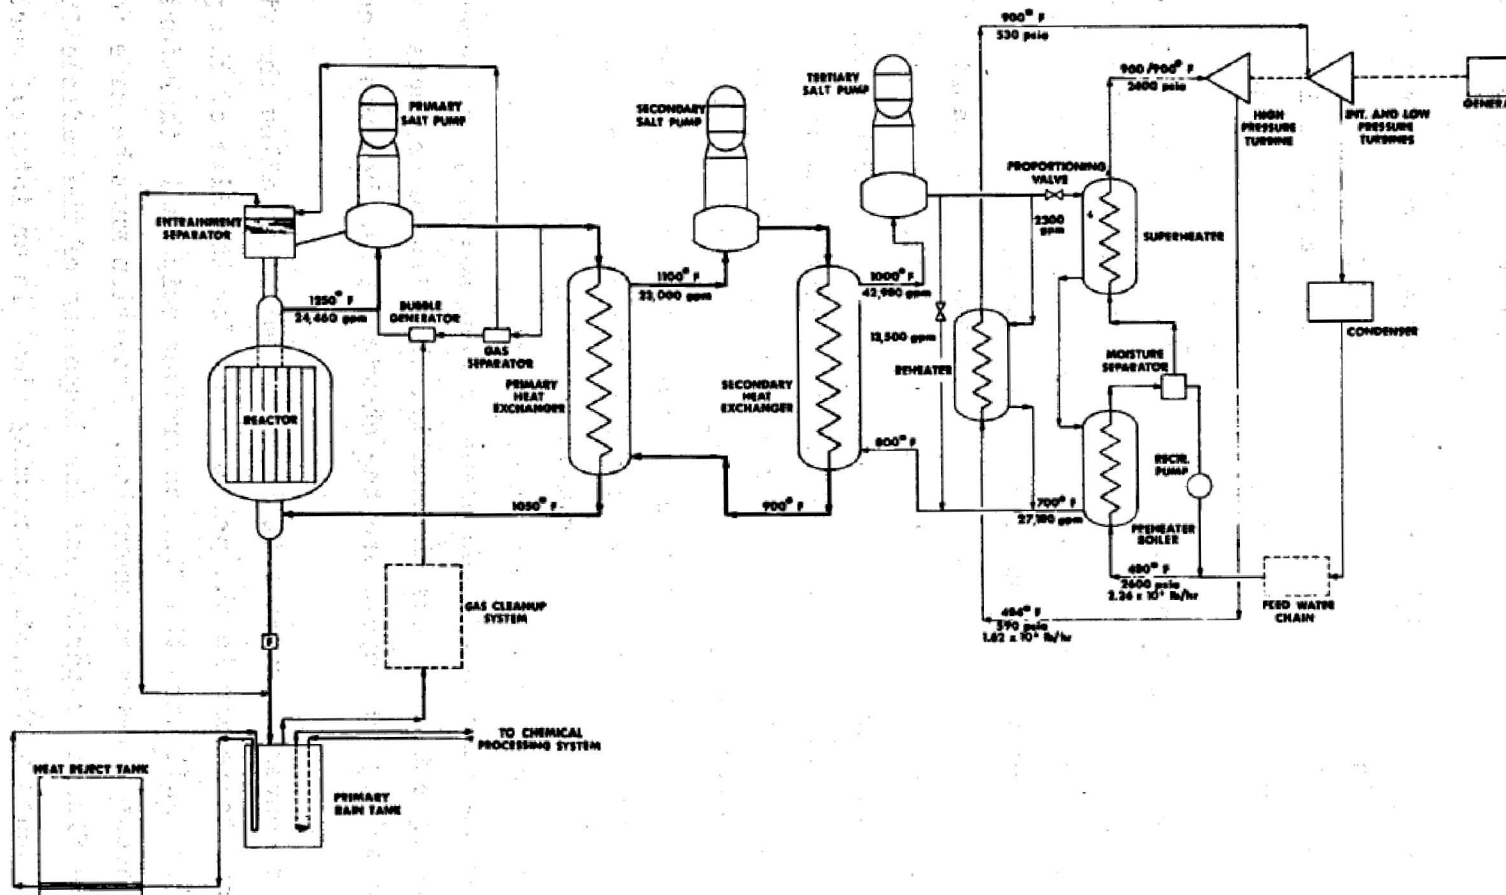 900° F
530 psia
TERTIARY
SALT PUMP
900/900° F
2400 psia
GENERA
HIGH
PRESSURE
TURBINE
INT. AND LOW
PRESSURE
TURBINES
PRIMARY
SALT PUMP
SECONDARY
SALT PUMP
PROPORTIONING
VALVE
2300
gpm
SUPERHEATER
ENTRAINMENT
SEPARATOR
1250° F
24,460 gpm
BUBBLE
GENERATOR
GAS
SEPARATOR
1100° F
23,000 gpm
1000° F
42,980 gpm
13,500 gpm
CONDENSER
MOISTURE
SEPARATOR
REHEATER
PRIMARY
HEAT
EXCHANGER
SECONDARY
HEAT
EXCHANGER
REACTOR
800° F
RECIR.
PUMP
1050° F
900° F
700° F
27,180 gpm
PREHEATER
BOILER
480° F
2600 psia
FEED WATER
CHAIN
GAS CLEANUP
SYSTEM
F
590 psia
TO CHEMICAL
PROCESSING SYSTEM
HEAT REJECT TANK
PRIMARY
RAIN TANK